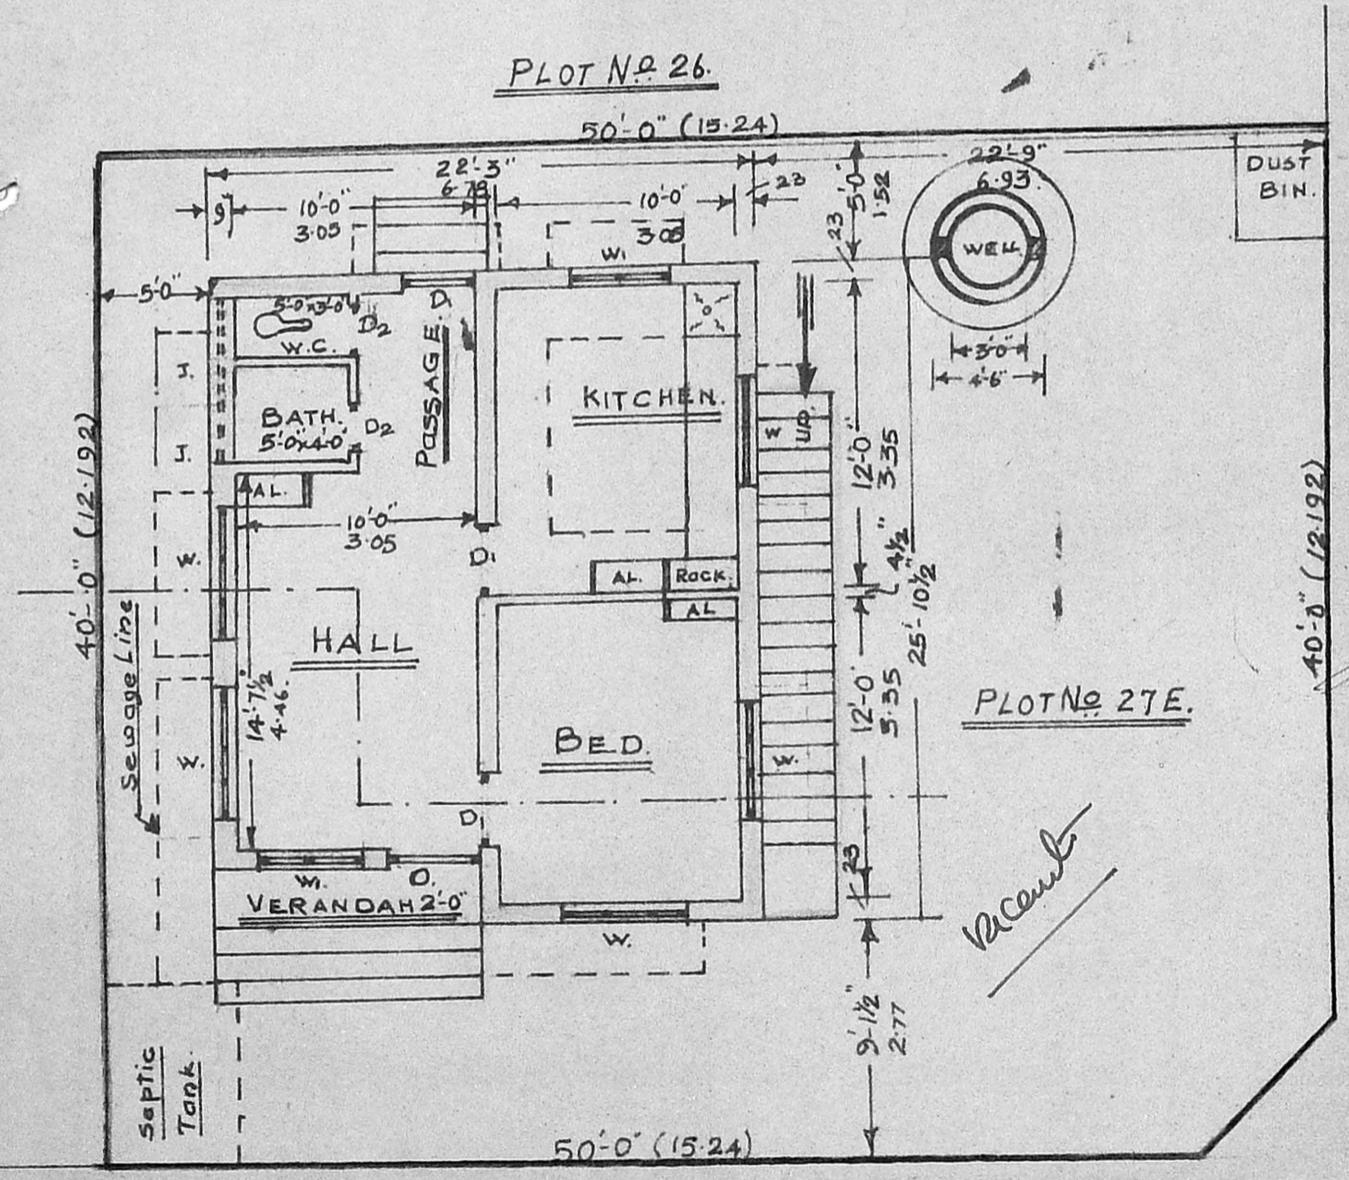 PLOT No 26.
50'-0" (15.24)
22'-3"
6.78
22'-9"
6.93
DUST
BIN.
9"
10'-0"
3.05
10'-0
3.05
23
5'-0"
1.52
23
W1
WELL
5'-0"
D1
5'-0"x3'-0"
D2
W.C.
3'-0"
4'-6"
J.
PASSAGE.
KITCHEN.
BATH.
5'-0"x4'-0"
D2
W
UP.
J.
12'-0"
3.35
AL.
10'-0"
3.05
4½"
W.
D1
AL.
RACK.
AL
25'-10½"
40'-0" (12.192)
40'-0" (12.192)
Sewage Line
HALL
14'-7½
4.46.
12'-0"
3.35
PLOT No 27E.
BED.
W.
W.
D
23
Vacant
W1.
D.
VERANDAH 2'-0"
W.
9'-1½"
2.77
Septic
Tank.
50'-0" (15.24)